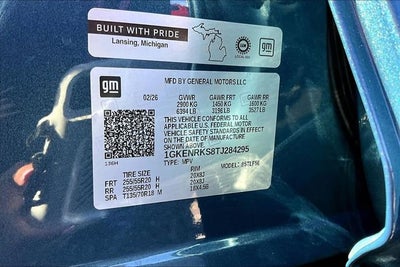 BUILT WITH PRIDE
Lansing, Michigan
gm
gm
MFD BY GENERAL MOTORS LLC
02/26 GVWR GAWR FRT GAWR RR
2900 KG 1450 KG 1600 KG
6394 LB 3198 LB 3527 LB
THIS VEHICLE CONFORMS TO ALL
APPLICABLE U.S. FEDERAL MOTOR
VEHICLE SAFETY STANDARDS IN EFFECT
ON THE DATE OF MANUFACTURE SHOWN ABOVE.
1GKENRKS8TJ284295
TYPE: MPV
TIRE SIZE RIM
FRT 255/55R20 H 20X8J
RR 255/55R20 H 20X8J
SPA T135/70R18 M 18X4.5B